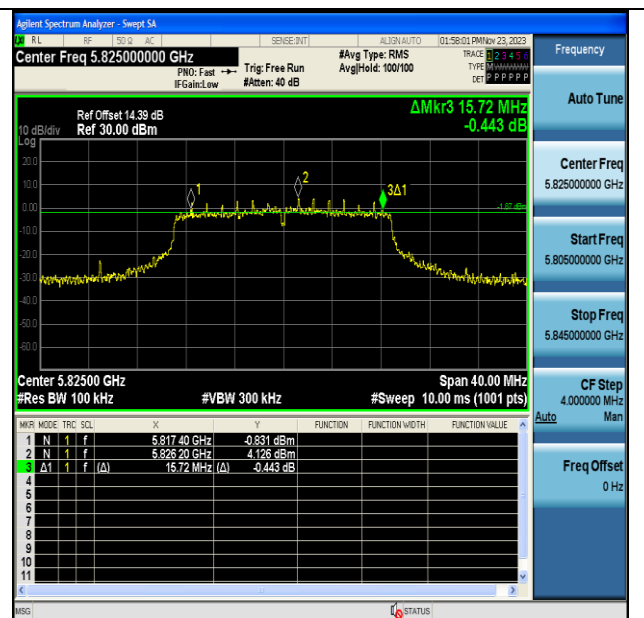 Agilent Spectrum Analyzer - Swept SA
RL RF 50 Ω AC SENSE:INT ALIGN AUTO 01:58:01 PM Nov 23, 2023
Center Freq 5.825000000 GHz
PNO: Fast
IFGain:Low
Trig: Free Run
#Atten: 40 dB
#Avg Type: RMS
Avg|Hold: 100/100
TRACE 1 2 3 4 5 6
TYPE M
DET P P P P P P
Frequency
Auto Tune
Center Freq
5.825000000 GHz
Start Freq
5.805000000 GHz
Stop Freq
5.845000000 GHz
CF Step
4.000000 MHz
Auto Man
Freq Offset
0 Hz
Ref Offset 14.39 dB
Ref 30.00 dBm
10 dB/div
Log
ΔMkr3 15.72 MHz
-0.443 dB
20.0
10.0
0.00
-10.0
-20.0
-30.0
-40.0
-50.0
-60.0
1
2
3Δ1
-1.87 dBm
Center 5.82500 GHz Span 40.00 MHz
#Res BW 100 kHz #VBW 300 kHz #Sweep 10.00 ms (1001 pts)
MKR MODE TRC SCL X Y FUNCTION FUNCTION WIDTH FUNCTION VALUE
1 N 1 f 5.817 40 GHz -0.831 dBm
2 N 1 f 5.826 20 GHz 4.126 dBm
3 Δ1 1 f (Δ) 15.72 MHz (Δ) -0.443 dB
4
5
6
7
8
9
10
11
MSG STATUS